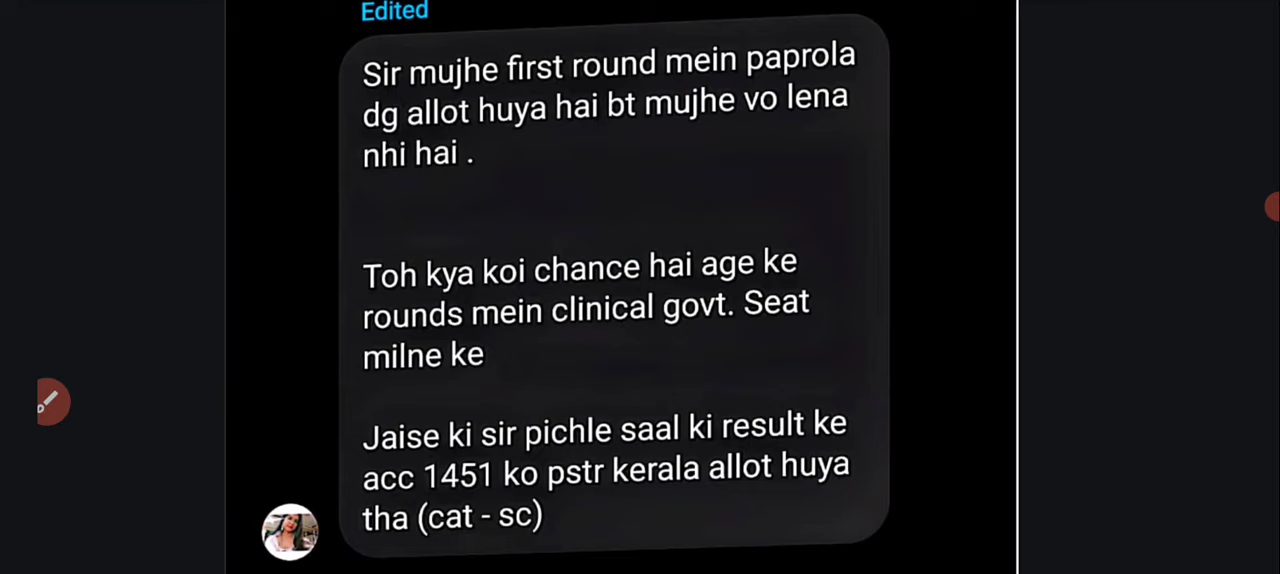 Edited
Sir mujhe first round mein paprola
dg allot huya hai bt mujhe vo lena
nhi hai .
Toh kya koi chance hai age ke
rounds mein clinical govt. Seat
milne ke
Jaise ki sir pichle saal ki result ke
acc 1451 ko pstr kerala allot huya
tha (cat - sc)